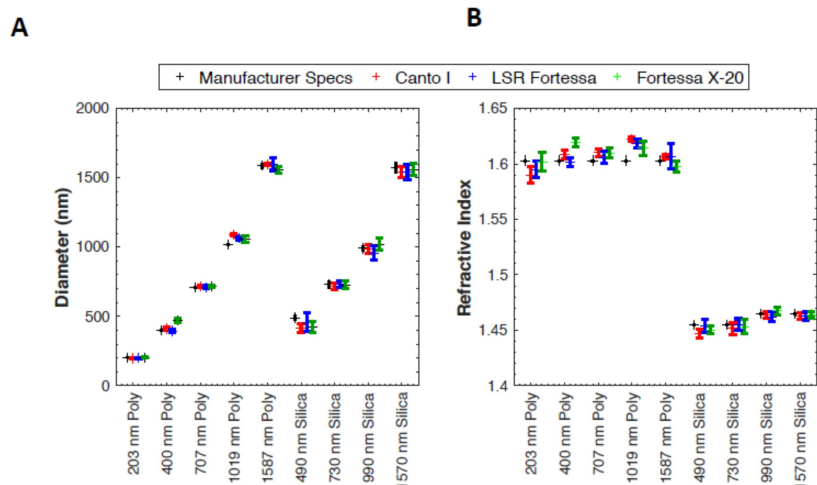 A
B
Manufacturer Specs Canto I LSR Fortessa Fortessa X-20
2000
1500
1000
500
0
Diameter (nm)
203 nm Poly
400 nm Poly
707 nm Poly
1019 nm Poly
1587 nm Poly
490 nm Silica
730 nm Silica
990 nm Silica
1570 nm Silica
1.65
1.6
1.55
1.5
1.45
1.4
Refractive Index
203 nm Poly
400 nm Poly
707 nm Poly
1019 nm Poly
1587 nm Poly
490 nm Silica
730 nm Silica
990 nm Silica
1570 nm Silica